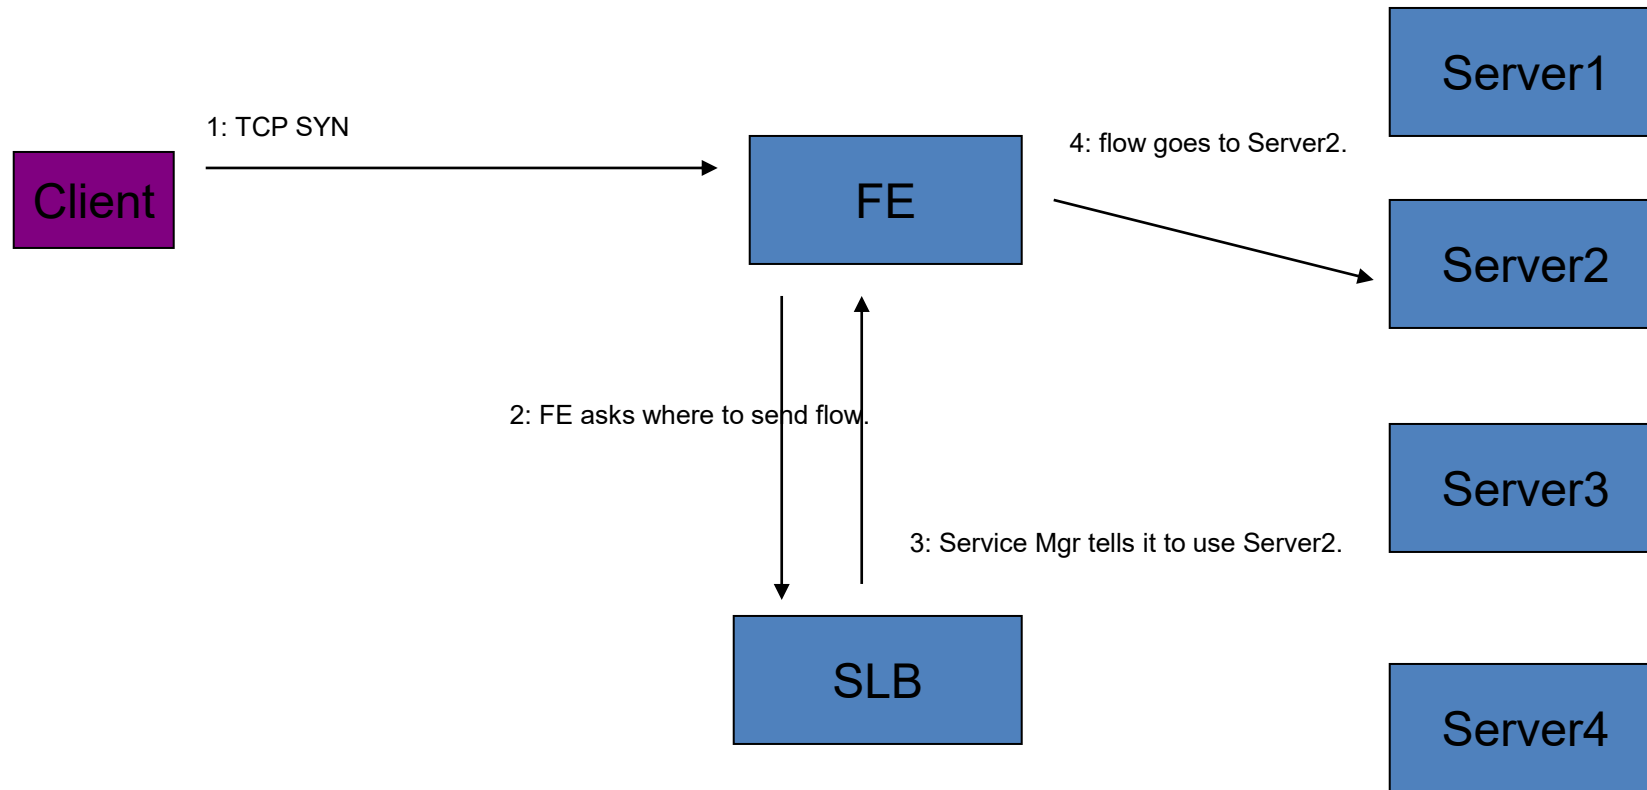 Server1
1: TCP SYN
4: flow goes to Server2.
Client
FE
Server2
2: FE asks where to send flow.
Server3
3: Service Mgr tells it to use Server2.
SLB
Server4